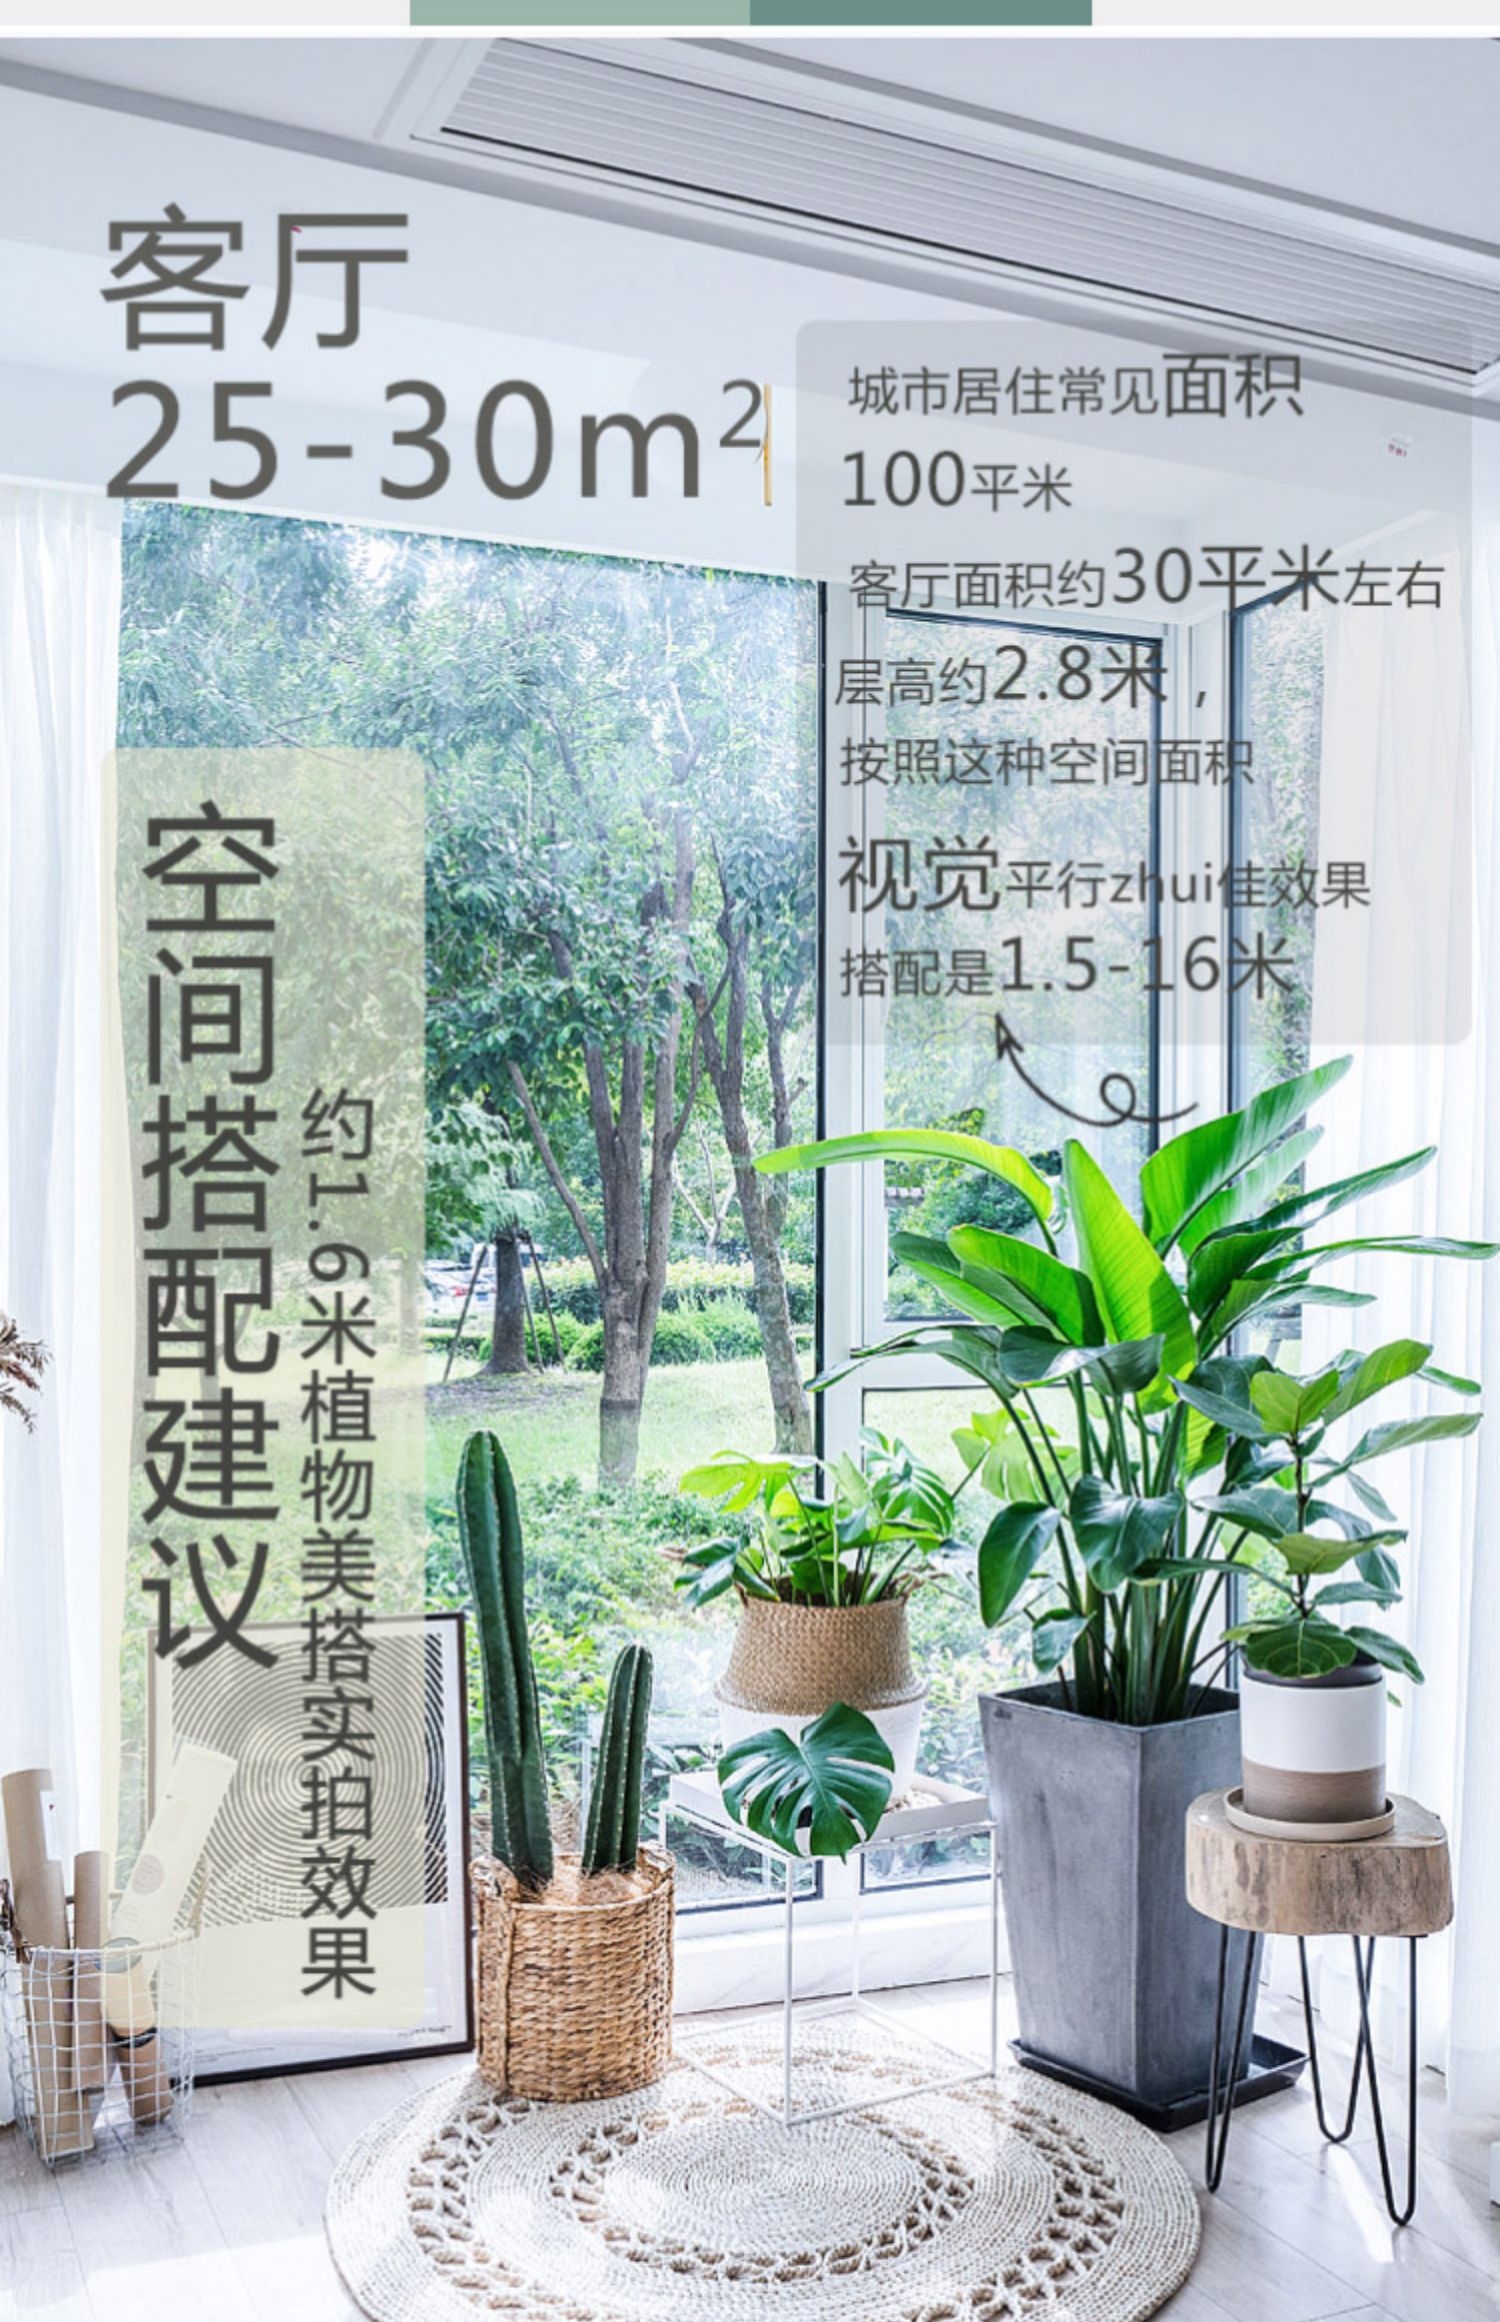 客厅
25-30m²
城市居住常见面积
100平米
客厅面积约30平米左右
层高约2.8米，
按照这种空间面积
视觉平行zhui佳效果
搭配是1.5-16米
空间搭配建议
约1.6米植物美搭实拍效果